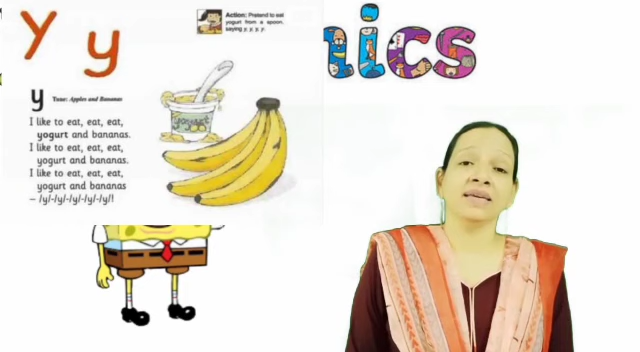 Y y
Action: Pretend to eat
yogurt from a spoon,
saying y, y, y, y.
nics
y Tune: Apples and Bananas
yogurt
I like to eat, eat, eat,
yogurt and bananas.
I like to eat, eat, eat,
yogurt and bananas.
I like to eat, eat, eat,
yogurt and bananas
– /y/-/y/-/y/-/y/-/y/!